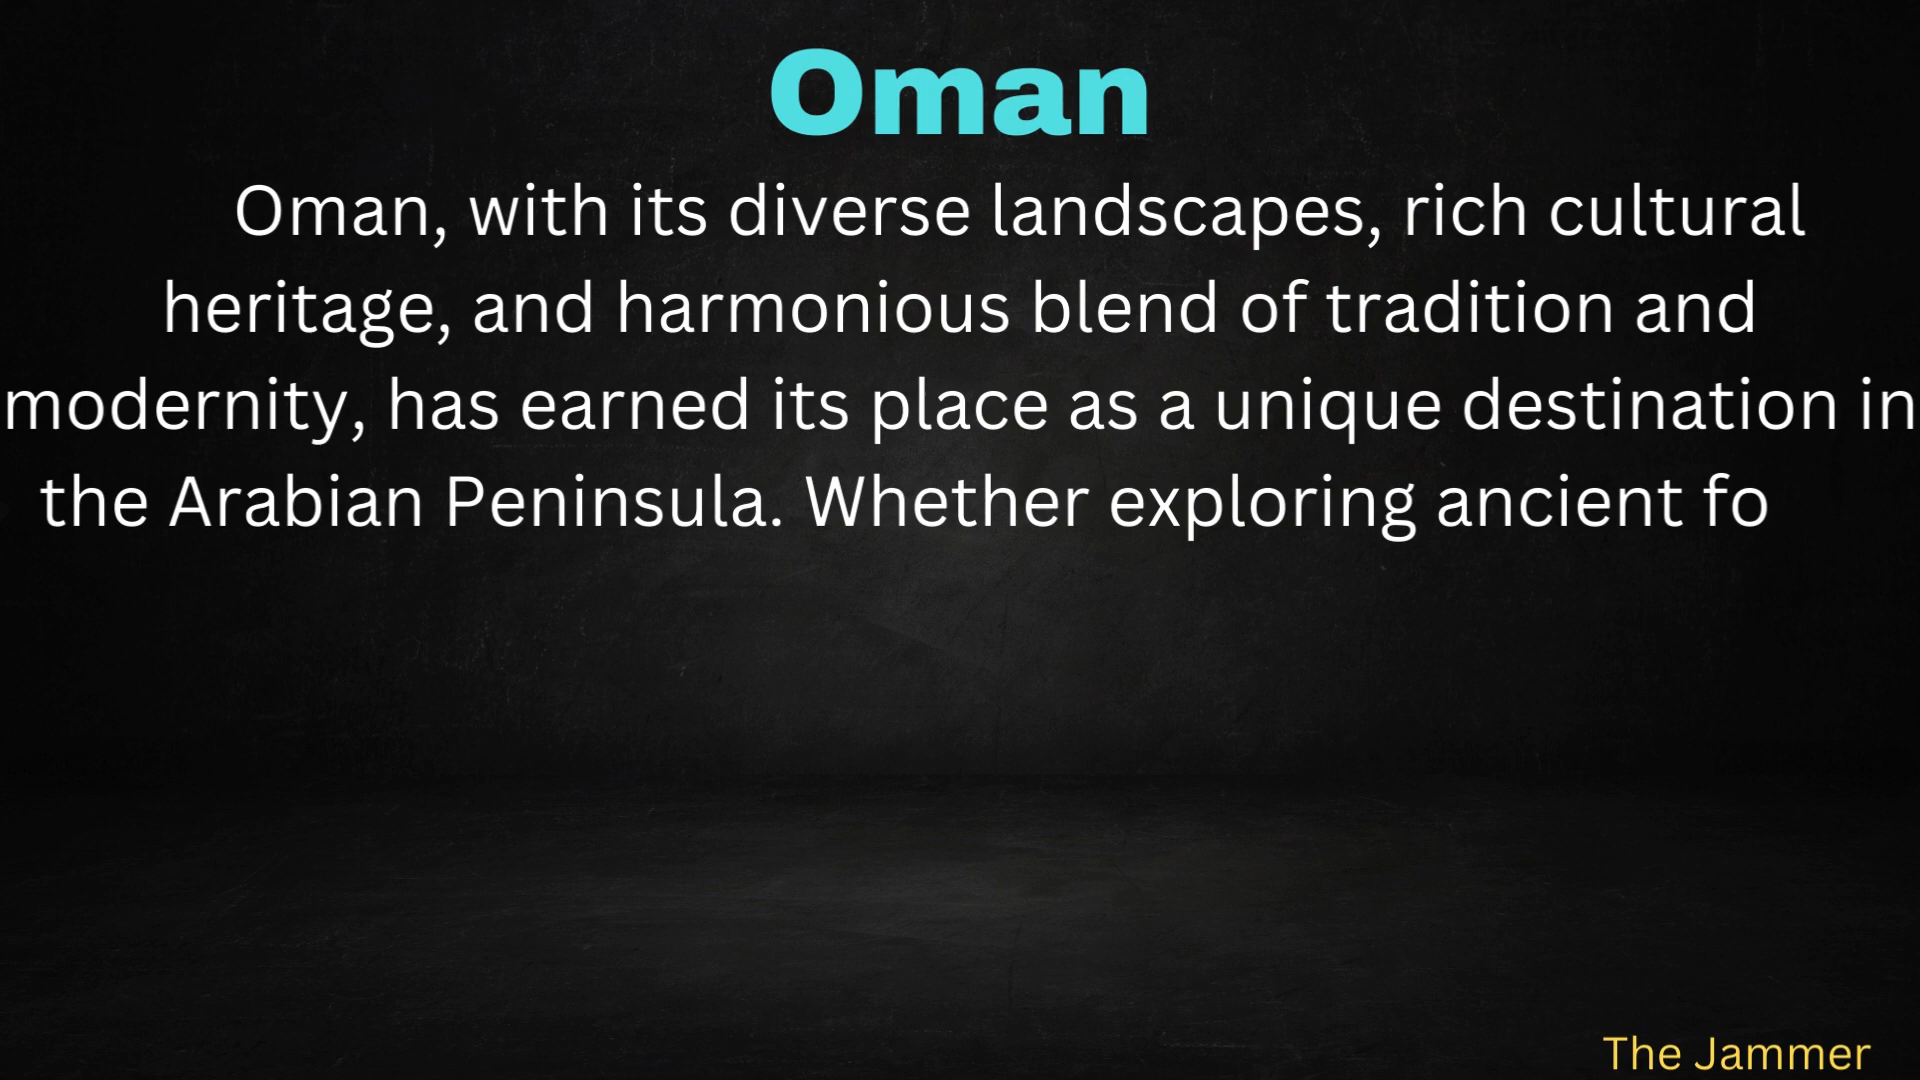 Oman
Oman, with its diverse landscapes, rich cultural
heritage, and harmonious blend of tradition and
modernity, has earned its place as a unique destination in
the Arabian Peninsula. Whether exploring ancient fo
The Jammer